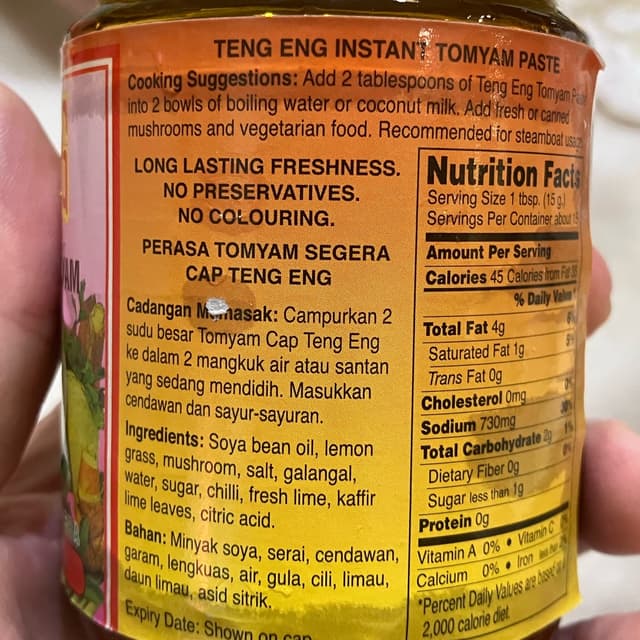 TENG ENG INSTANT TOMYAM PASTE
Cooking Suggestions: Add 2 tablespoons of Teng Eng Tomyam
into 2 bowls of boiling water or coconut milk. Add fresh or canned
mushrooms and vegetarian food. Recommended for steamboat
LONG LASTING FRESHNESS.
NO PRESERVATIVES.
NO COLOURING.
PERASA TOMYAM SEGERA
CAP TENG ENG
Cadangan Memasak: Campurkan 2
sudu besar Tomyam Cap Teng Eng
ke dalam 2 mangkuk air atau santan
yang sedang mendidih. Masukkan
cendawan dan sayur-sayuran.
Ingredients: Soya bean oil, lemon
grass, mushroom, salt, galangal,
water, sugar, chilli, fresh lime, kaffir
lime leaves, citric acid.
Bahan: Minyak soya, serai, cendawan,
garam, lengkuas, air, gula, cili, limau,
daun limau, asid sitrik.
Expiry Date: Shown on cap
Nutrition Facts
Serving Size 1 tbsp. (15 g)
Servings Per Container about
Amount Per Serving
Calories 45 Calories from Fat
% Daily Value
Total Fat 4g
Saturated Fat 1g
Trans Fat 0g
Cholesterol 0mg
Sodium 730mg
Total Carbohydrate 2g
Dietary Fiber 0g
Sugar less than 1g
Protein 0g
Vitamin A 0% • Vitamin C
Calcium 0% • Iron less than
*Percent Daily Values are based on
2,000 calorie diet.